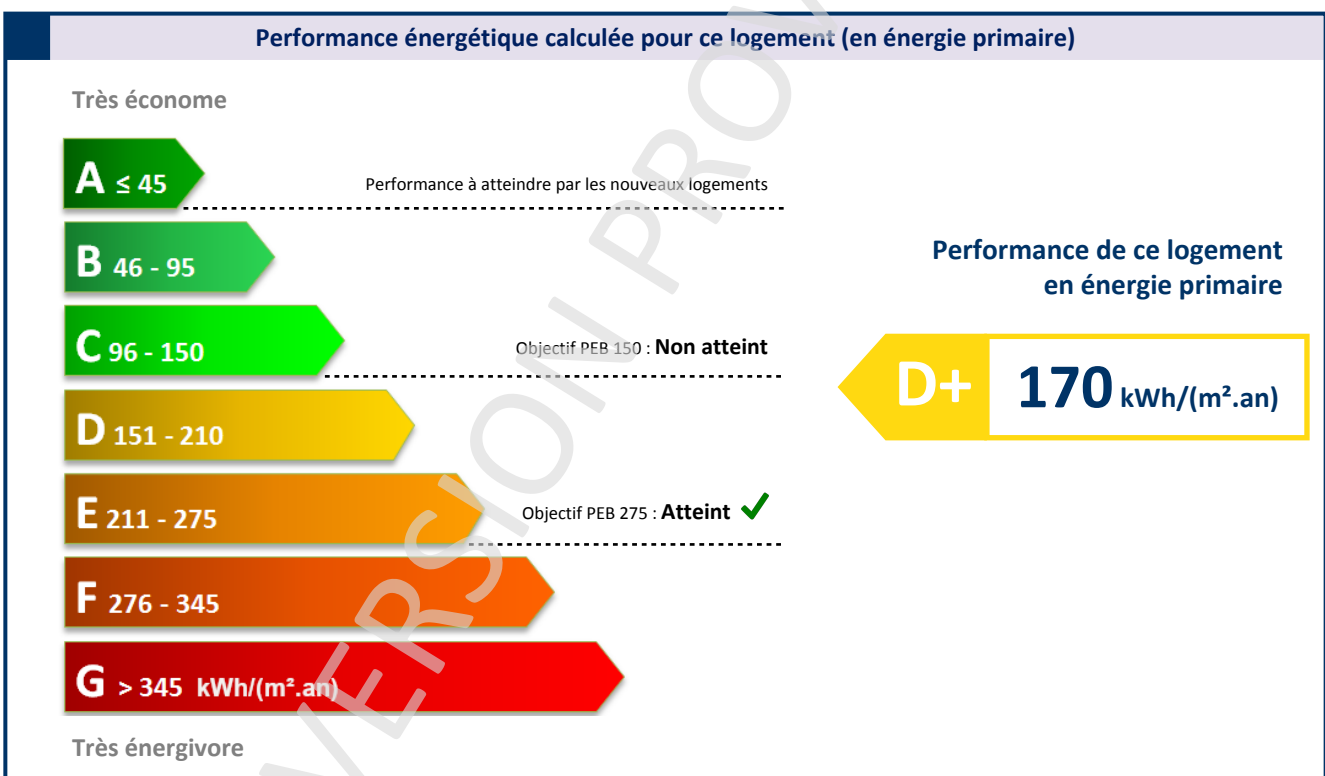 Performance énergétique calculée pour ce logement (en énergie primaire)
Très économe
A ≤ 45
Performance à atteindre par les nouveaux logements
B 46 - 95
C 96 - 150
Objectif PEB 150 : Non atteint
D 151 - 210
E 211 - 275
Objectif PEB 275 : Atteint ✓
F 276 - 345
G > 345 kWh/(m².an)
Très énergivore
Performance de ce logement
en énergie primaire
D+ 170 kWh/(m².an)
VERSION PROV